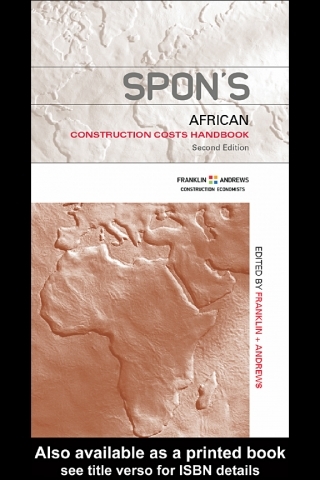 SPON'S
AFRICAN
CONSTRUCTION COSTS HANDBOOK
Second Edition
FRANKLIN ANDREWS
CONSTRUCTION ECONOMISTS
EDITED BY FRANKLIN + ANDREWS
Also available as a printed book
see title verso for ISBN details